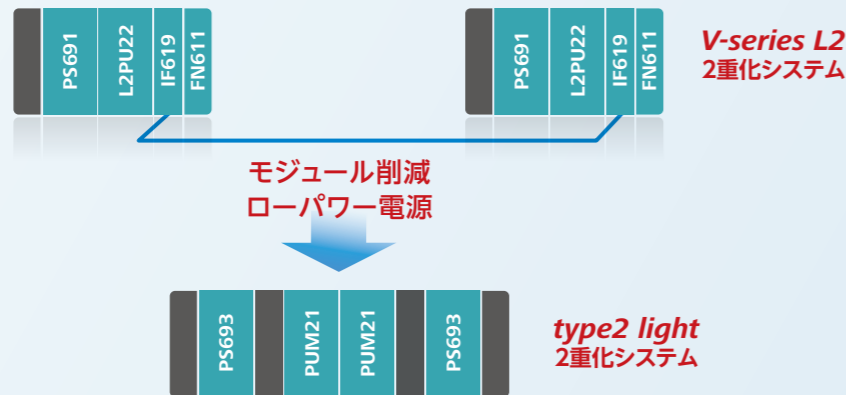 PS691
L2PU22
IF619
FN611
PS691
L2PU22
IF619
FN611
V-series L2
2重化システム
モジュール削減
ローパワー電源
PS693
PUM21
PUM21
PS693
type2 light
2重化システム